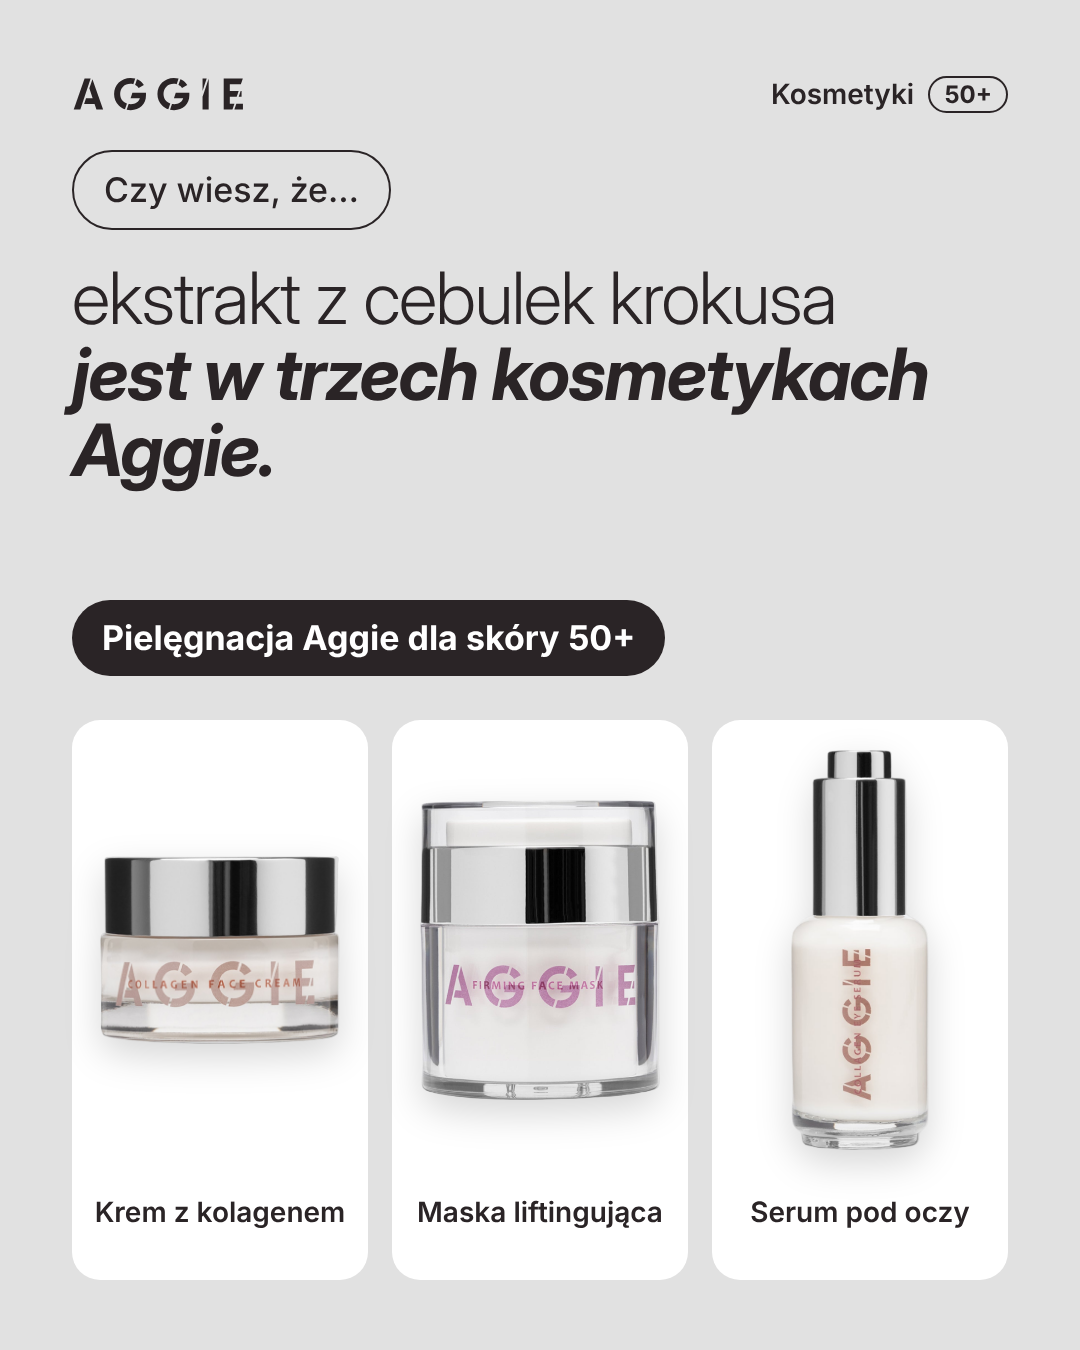 AGGIE
Kosmetyki 50+
Czy wiesz, że...
ekstrakt z cebulek krokusa
jest w trzech kosmetykach
Aggie.
Pielęgnacja Aggie dla skóry 50+
AGGIE
COLLAGEN FACE CREAM
AGGIE
FIRMING FACE MASK
AGGIE
Krem z kolagenem
Maska liftingująca
Serum pod oczy